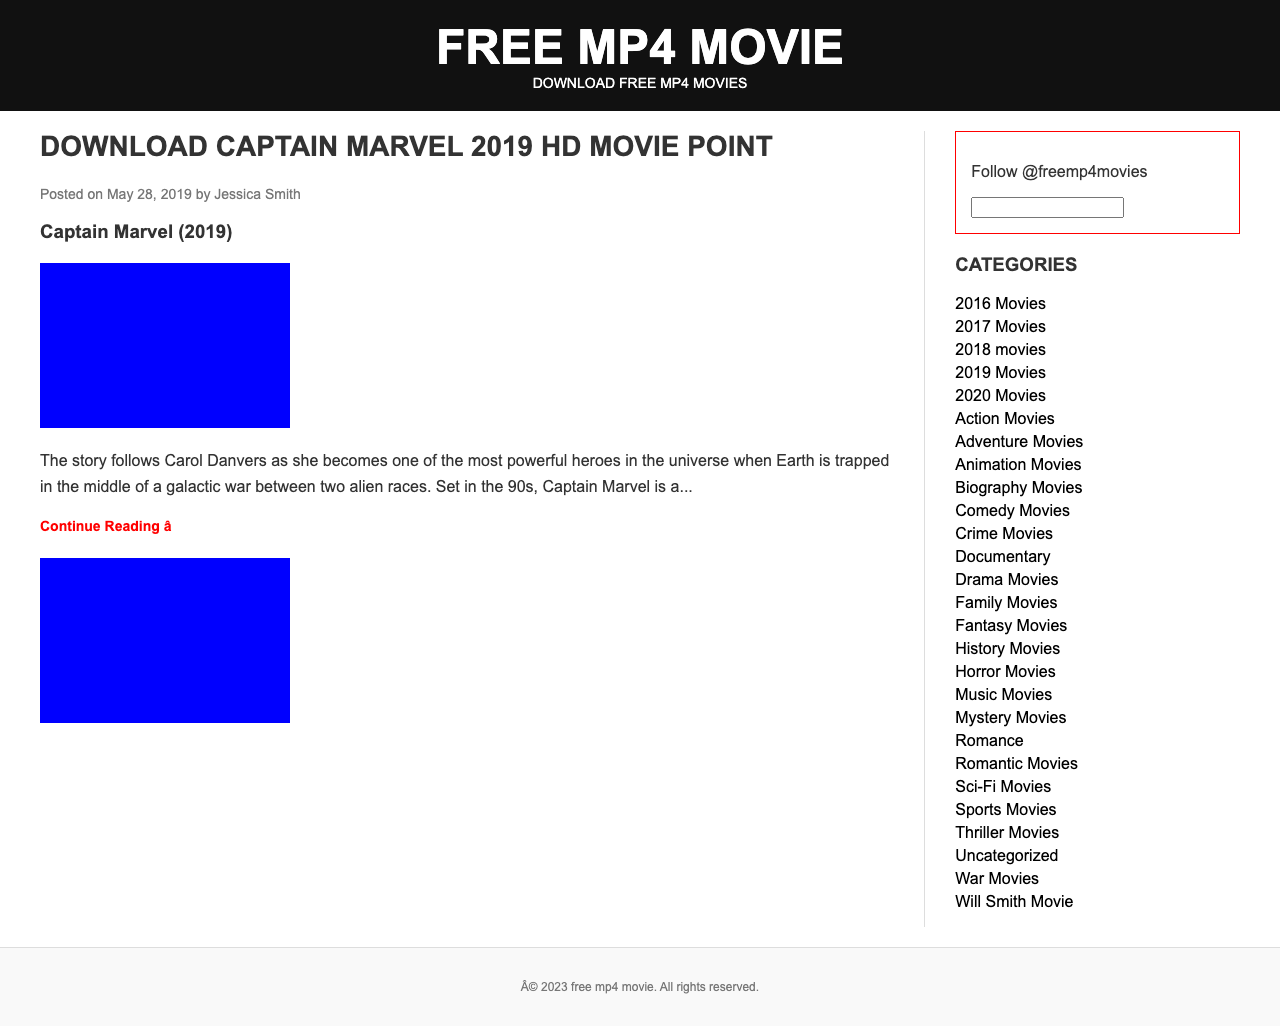 FREE MP4 MOVIE
DOWNLOAD FREE MP4 MOVIES
DOWNLOAD CAPTAIN MARVEL 2019 HD MOVIE POINT
Posted on May 28, 2019 by Jessica Smith
Captain Marvel (2019)
The story follows Carol Danvers as she becomes one of the most powerful heroes in the universe when Earth is trapped
in the middle of a galactic war between two alien races. Set in the 90s, Captain Marvel is a...
Continue Reading â
Follow @freemp4movies
CATEGORIES
2016 Movies
2017 Movies
2018 movies
2019 Movies
2020 Movies
Action Movies
Adventure Movies
Animation Movies
Biography Movies
Comedy Movies
Crime Movies
Documentary
Drama Movies
Family Movies
Fantasy Movies
History Movies
Horror Movies
Music Movies
Mystery Movies
Romance
Romantic Movies
Sci-Fi Movies
Sports Movies
Thriller Movies
Uncategorized
War Movies
Will Smith Movie
Â© 2023 free mp4 movie. All rights reserved.